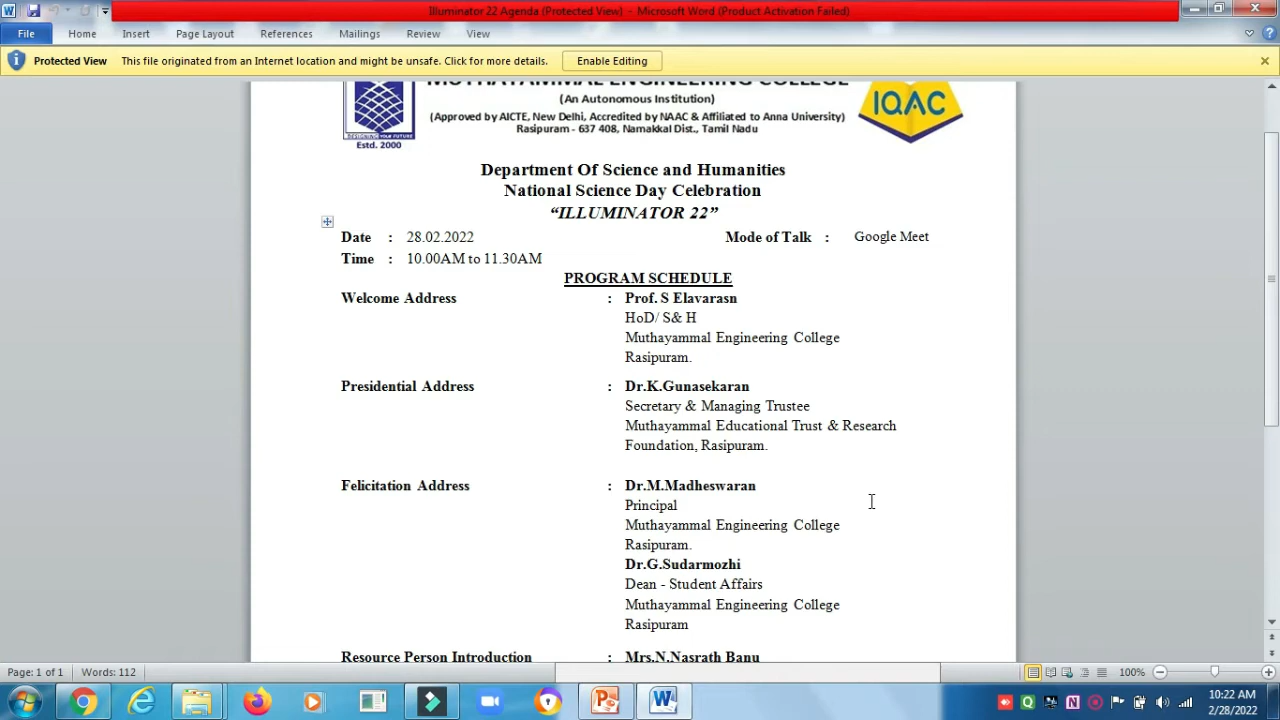 Illuminator 22 Agenda (Protected View) - Microsoft Word (Product Activation Failed)
File Home Insert Page Layout References Mailings Review View
Protected View This file originated from an Internet location and might be unsafe. Click for more details. Enable Editing
MUTHAYAMMAL ENGINEERING COLLEGE
(An Autonomous Institution)
(Approved by AICTE, New Delhi, Accredited by NAAC & Affiliated to Anna University)
Rasipuram - 637 408, Namakkal Dist., Tamil Nadu
Estd. 2000
IQAC
Department Of Science and Humanities
National Science Day Celebration
“ILLUMINATOR 22”
Date : 28.02.2022 Mode of Talk : Google Meet
Time : 10.00AM to 11.30AM
PROGRAM SCHEDULE
Welcome Address : Prof. S Elavarasn
HoD/ S& H
Muthayammal Engineering College
Rasipuram.
Presidential Address : Dr.K.Gunasekaran
Secretary & Managing Trustee
Muthayammal Educational Trust & Research
Foundation, Rasipuram.
Felicitation Address : Dr.M.Madheswaran
Principal
Muthayammal Engineering College
Rasipuram.
Dr.G.Sudarmozhi
Dean - Student Affairs
Muthayammal Engineering College
Rasipuram
Resource Person Introduction : Mrs.N.Nasrath Banu
Page: 1 of 1 Words: 112 100%
10:22 AM
2/28/2022